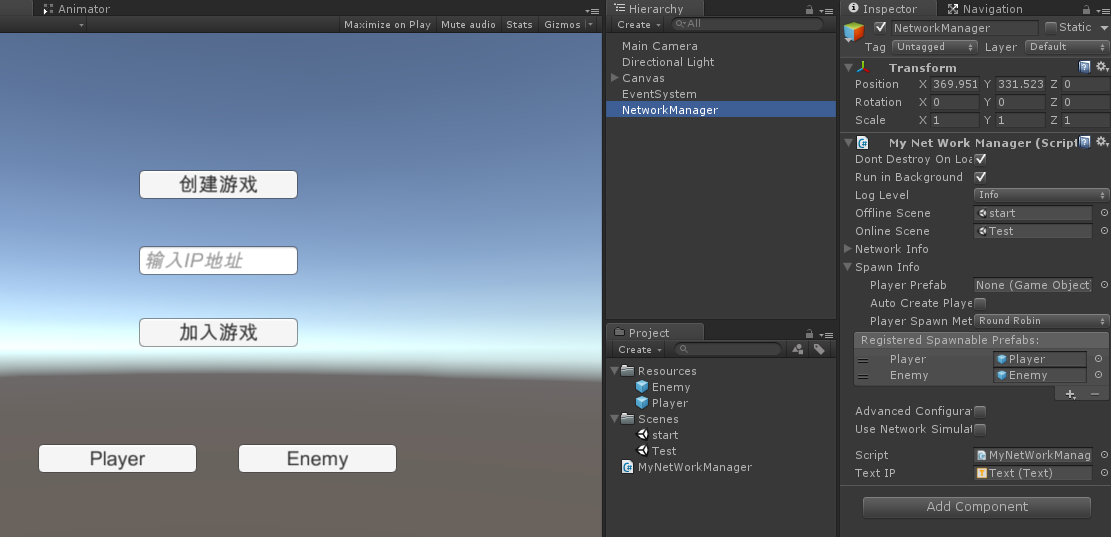 Animator
Maximize on Play Mute audio Stats Gizmos
创建游戏
输入IP地址
加入游戏
Player Enemy
Hierarchy
Create All
Main Camera
Directional Light
Canvas
EventSystem
NetworkManager
Project
Create
Resources
Enemy
Player
Scenes
start
Test
MyNetWorkManager
Inspector Navigation
NetworkManager Static
Tag Untagged Layer Default
Transform
Position X 369.951 Y 331.523 Z 0
Rotation X 0 Y 0 Z 0
Scale X 1 Y 1 Z 1
My Net Work Manager (Script
Dont Destroy On Loa
Run in Background
Log Level Info
Offline Scene start
Online Scene Test
Network Info
Spawn Info
Player Prefab None (Game Object
Auto Create Playe
Player Spawn Met Round Robin
Registered Spawnable Prefabs:
Player Player
Enemy Enemy
Advanced Configurat
Use Network Simulat
Script MyNetWorkManag
Text IP Text (Text)
Add Component